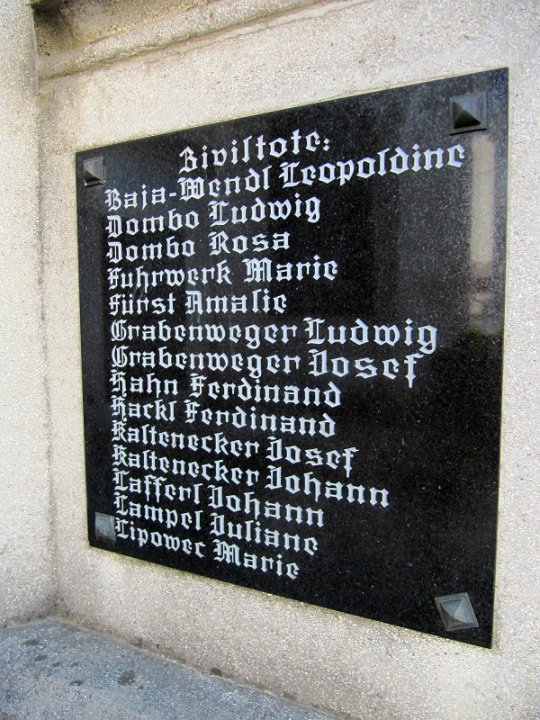 Ziviltote:
Baja-Wendl Leopoldine
Dombo Ludwig
Dombo Rosa
Fuhrwerk Marie
Fürst Amalie
Grabenweger Ludwig
Grabenweger Josef
Hahn Ferdinand
Hackl Ferdinand
Kaltenecker Josef
Kaltenecker Johann
Lafferl Johann
Lampel Juliane
Lipowec Marie